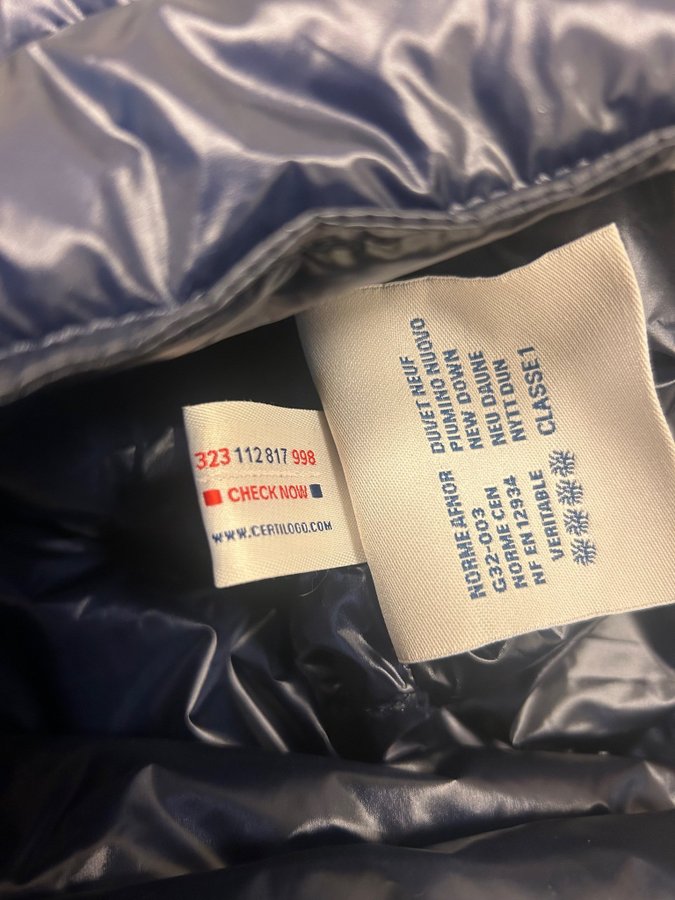 323 112 817 998
CHECK NOW
WWW.CERTILOGO.COM
DUVET NEUF
PIUMINO NUOVO
NEW DOWN
NEU DAUNE
NYTT DUN
CLASSE 1
NORME AFNOR
G32-003
NORME CEN
NF EN 12934
VERITABLE